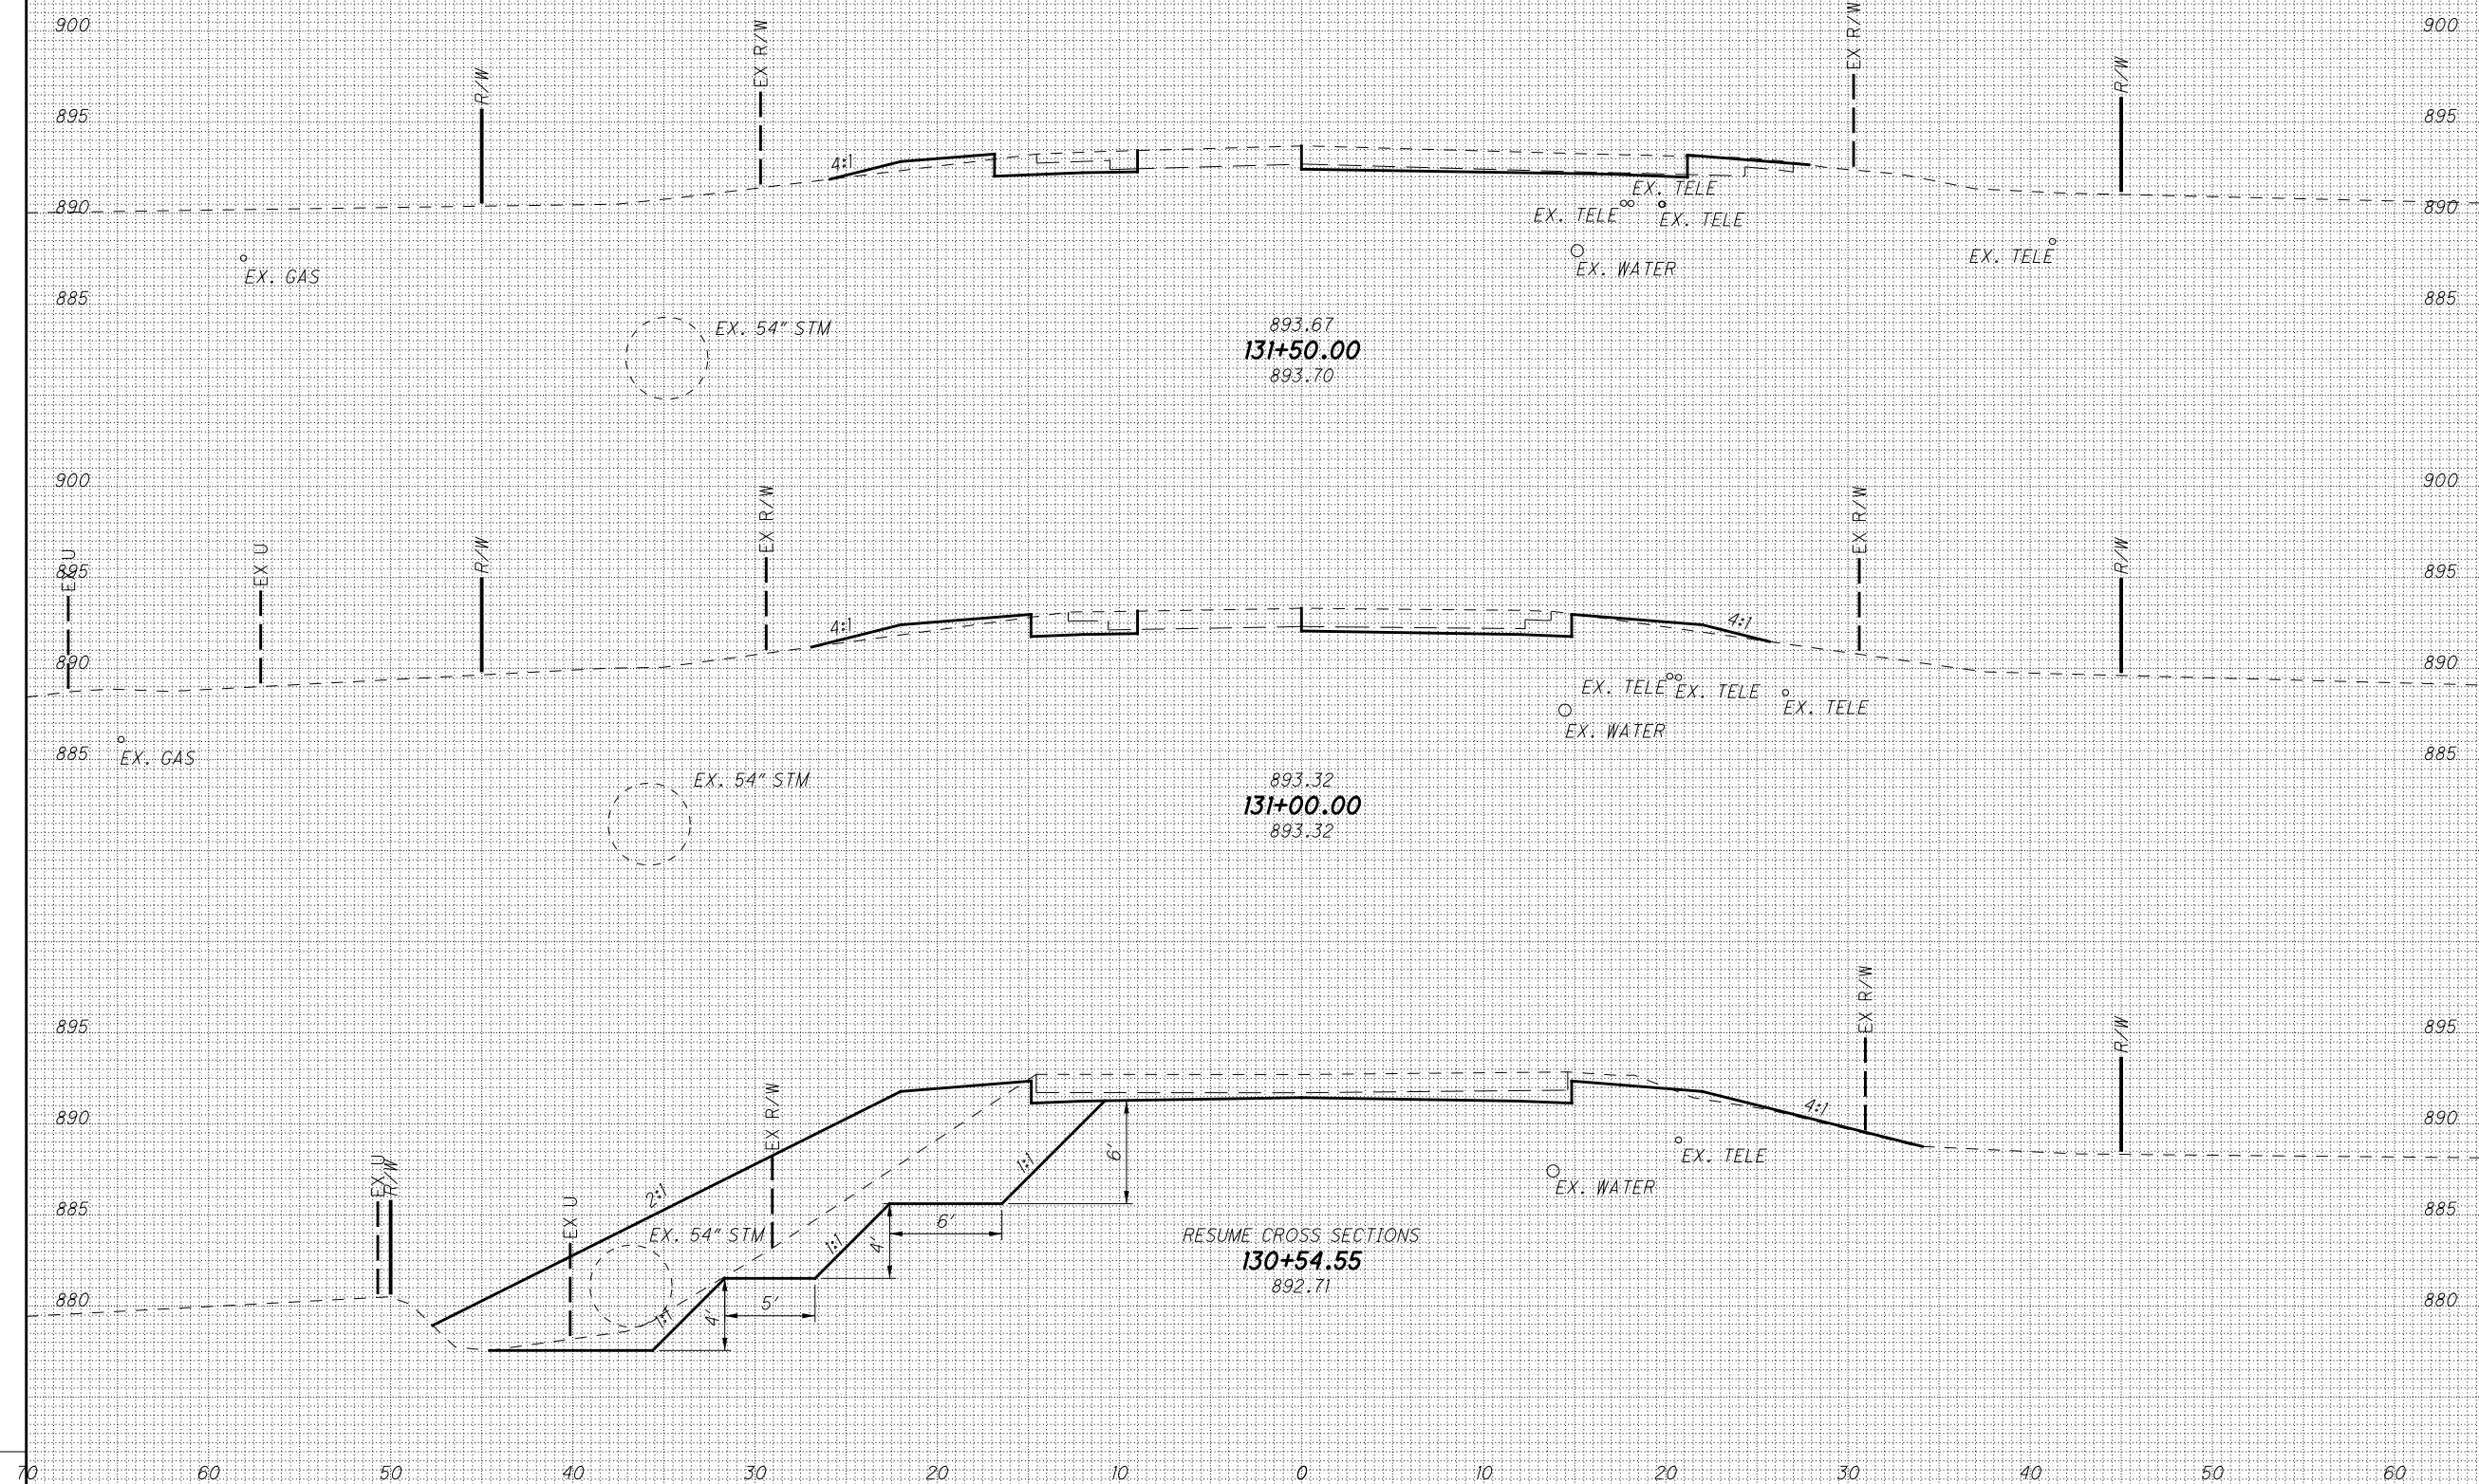 900 EX R/W EX R/W 900
R/W R/W
895 895
4:1
890 EX. TELE 890
EX. TELE EX. TELE
EX. GAS EX. WATER EX. TELE
885 885
EX. 54" STM 893.67
131+50.00
893.70
900 EX R/W EX R/W 900
EX U EX U R/W R/W
895 895
4:1 4:1
890 890
EX. TELE EX. TELE EX. TELE
EX. WATER
885 885
EX. GAS
EX. 54" STM 893.32
131+00.00
893.32
EX R/W
895 R/W 895
890 EX R/W 4:1 890
6'
1:1 EX. TELE
EX U R/W 2:1 EX. WATER
885 EX U 885
6'
EX. 54" STM 1:1 4' RESUME CROSS SECTIONS
130+54.55
892.71
880 880
1:1 4' 5'
70 60 50 40 30 20 10 0 10 20 30 40 50 60